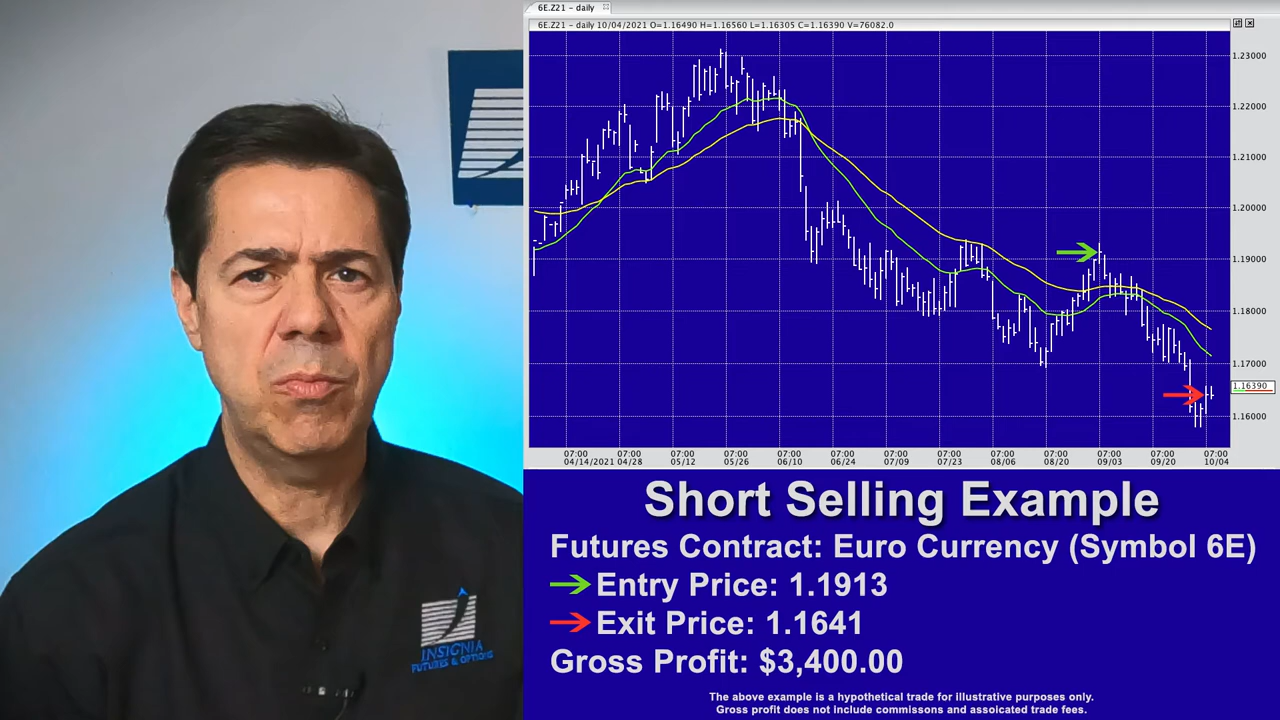 6E.Z21 - daily
6E.Z21 - daily 10/04/2021 O=1.16490 H=1.16560 L=1.16305 C=1.16390 V=76082.0
1.23000
1.22000
1.21000
1.20000
1.19000
1.18000
1.17000
1.16390
1.16000
07:00 07:00 07:00 07:00 07:00 07:00 07:00 07:00 07:00 07:00 07:00 07:00 07:00
04/14/2021 04/28 05/12 05/26 06/10 06/24 07/09 07/23 08/06 08/20 09/03 09/20 10/04
Short Selling Example
Futures Contract: Euro Currency (Symbol 6E)
Entry Price: 1.1913
Exit Price: 1.1641
Gross Profit: $3,400.00
The above example is a hypothetical trade for illustrative purposes only.
Gross profit does not include commissons and assoicated trade fees.
INSIGNIA
FUTURES & OPTIONS